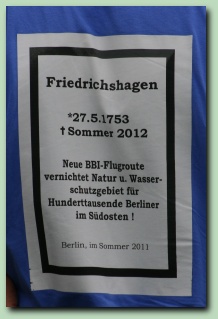 Friedrichshagen
*27.5.1753
† Sommer 2012
Neue BBI-Flugroute
vernichtet Natur u. Wasser-
schutzgebiet für
Hunderttausende Berliner
im Südosten !
Berlin, im Sommer 2011